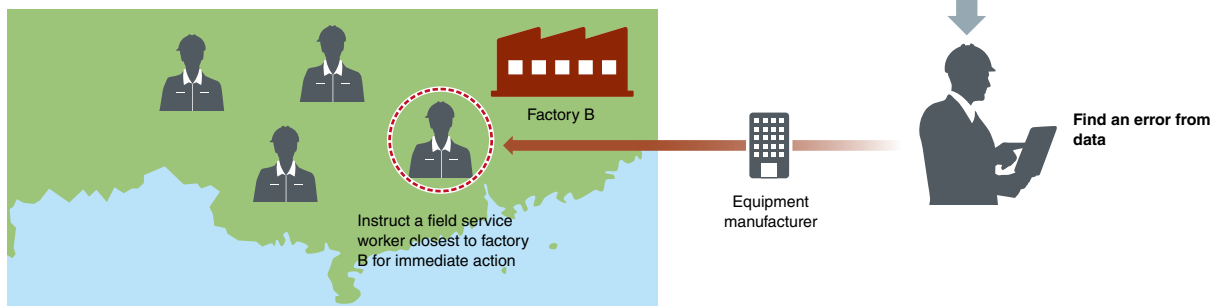 Factory B
Instruct a field service
worker closest to factory
B for immediate action
Equipment
manufacturer
Find an error from
data